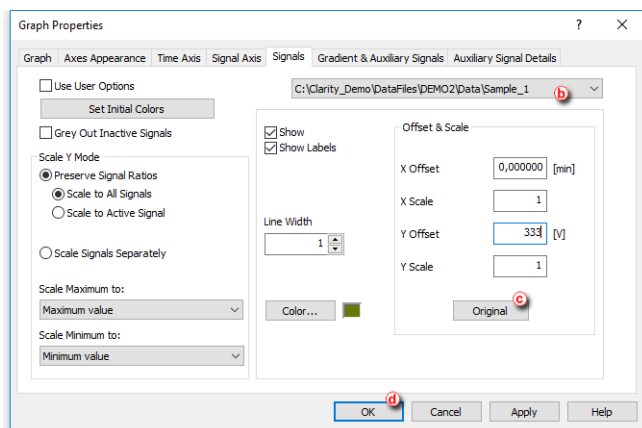 Graph Properties
? ×
Graph Axes Appearance Time Axis Signal Axis Signals Gradient & Auxiliary Signals Auxiliary Signal Details
Use User Options
C:\Clarity_Demo\DataFiles\DEMO2\Data\Sample_1
b
Set Initial Colors
Grey Out Inactive Signals
Show
Show Labels
Offset & Scale
Scale Y Mode
Preserve Signal Ratios
Scale to All Signals
Scale to Active Signal
Scale Signals Separately
X Offset 0,000000 [min]
X Scale 1
Line Width
1
Y Offset 333 [V]
Y Scale 1
Scale Maximum to:
Maximum value
Color...
Original
c
Scale Minimum to:
Minimum value
d
OK Cancel Apply Help